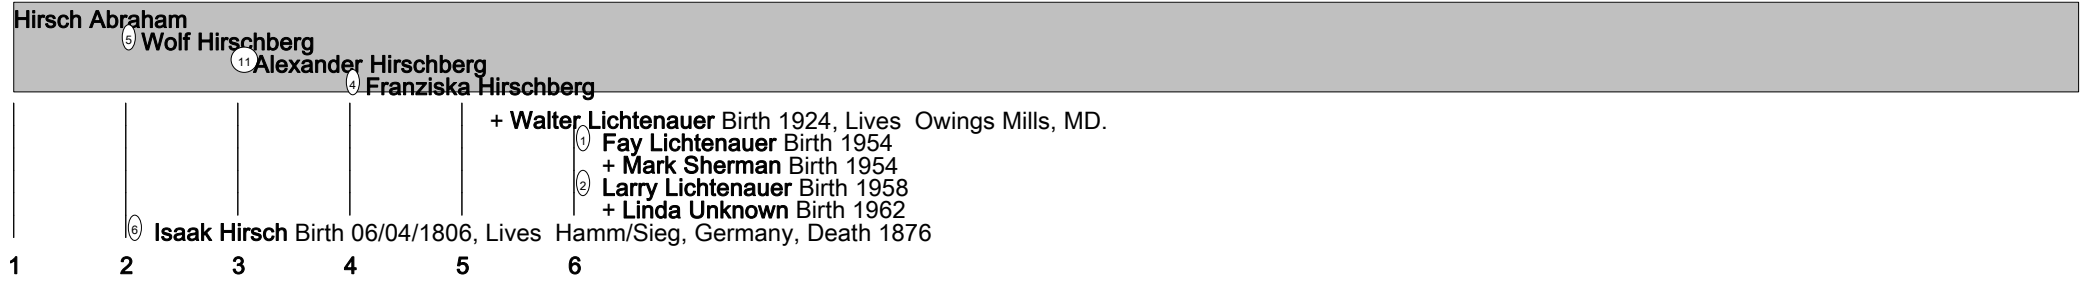 Hirsch Abraham
5 Wolf Hirschberg
11 Alexander Hirschberg
4 Franziska Hirschberg
+ Walter Lichtenauer Birth 1924, Lives  Owings Mills, MD.
1 Fay Lichtenauer Birth 1954
+ Mark Sherman Birth 1954
2 Larry Lichtenauer Birth 1958
+ Linda Unknown Birth 1962
6 Isaak Hirsch Birth 06/04/1806, Lives  Hamm/Sieg, Germany, Death 1876
1 2 3 4 5 6